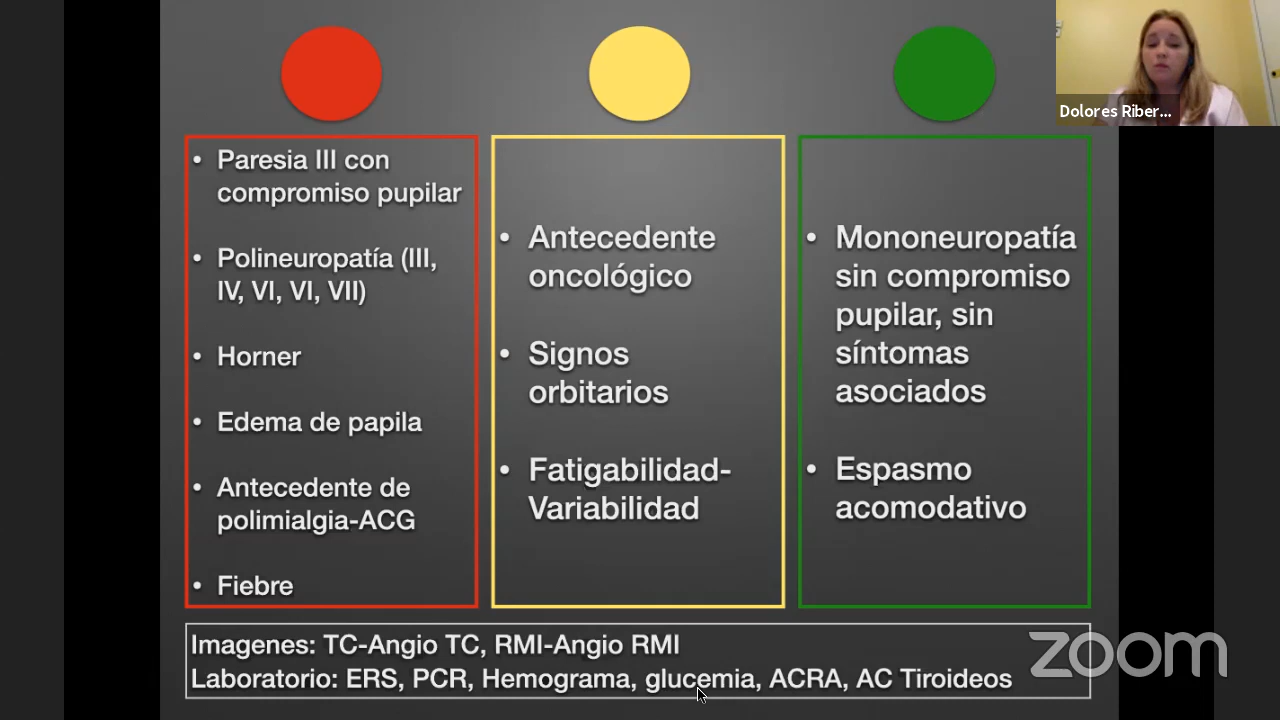 Dolores Riber...
• Paresia III con
compromiso pupilar
• Polineuropatía (III,
IV, VI, VI, VII)
• Horner
• Edema de papila
• Antecedente de
polimialgia-ACG
• Fiebre
• Antecedente
oncológico
• Signos
orbitarios
• Fatigabilidad-
Variabilidad
• Mononeuropatía
sin compromiso
pupilar, sin
síntomas
asociados
• Espasmo
acomodativo
Imagenes: TC-Angio TC, RMI-Angio RMI
Laboratorio: ERS, PCR, Hemograma, glucemia, ACRA, AC Tiroideos
zoom